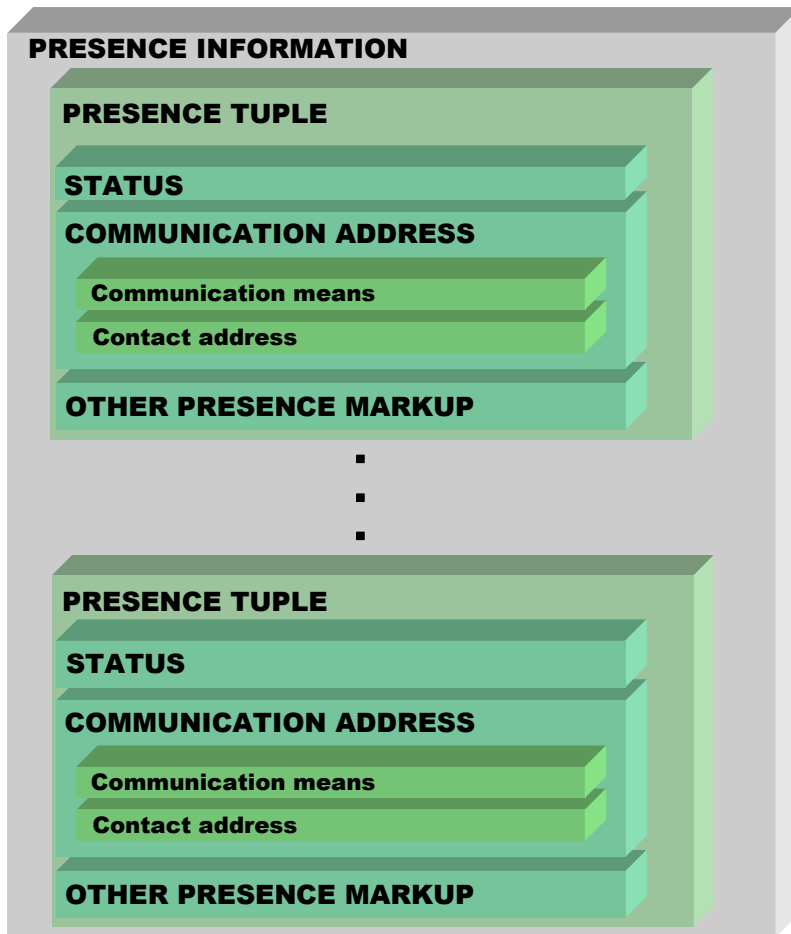 PRESENCE INFORMATION
PRESENCE TUPLE
STATUS
COMMUNICATION ADDRESS
Communication means
Contact address
OTHER PRESENCE MARKUP
PRESENCE TUPLE
STATUS
COMMUNICATION ADDRESS
Communication means
Contact address
OTHER PRESENCE MARKUP